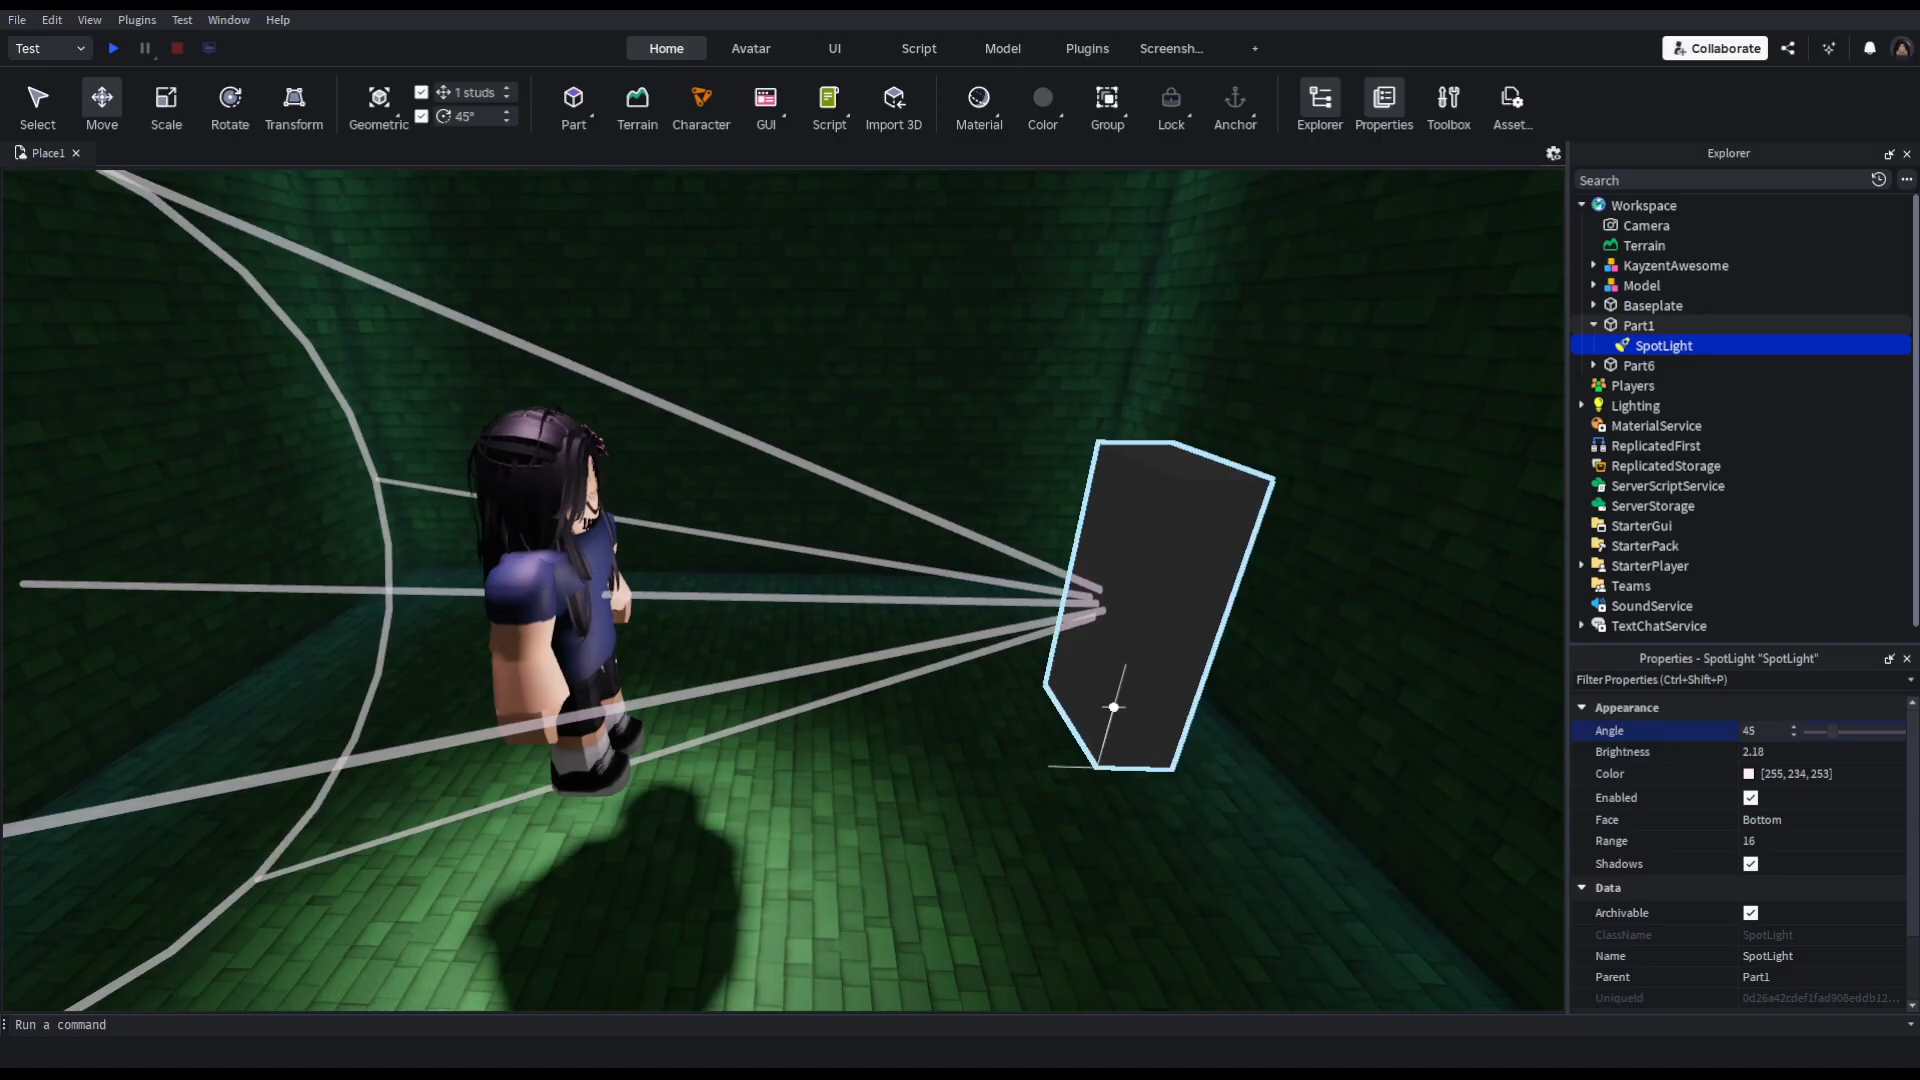 File Edit View Plugins Test Window Help
Test Home Avatar UI Script Model Plugins Screensh... + Collaborate
1 studs
45°
Select Move Scale Rotate Transform Geometric Part Terrain Character GUI Script Import 3D Material Color Group Lock Anchor Explorer Properties Toolbox Asset...
Place1
Explorer
Search
Workspace
Camera
Terrain
KayzentAwesome
Model
Baseplate
Part1
SpotLight
Part6
Players
Lighting
MaterialService
ReplicatedFirst
ReplicatedStorage
ServerScriptService
ServerStorage
StarterGui
StarterPack
StarterPlayer
Teams
SoundService
TextChatService
Properties - SpotLight "SpotLight"
Filter Properties (Ctrl+Shift+P)
Appearance
Angle 45
Brightness 2.18
Color [255, 234, 253]
Enabled
Face Bottom
Range 16
Shadows
Data
Archivable
ClassName SpotLight
Name SpotLight
Parent Part1
UniqueId 0d26a42cdef1fad908eddb12...
Run a command